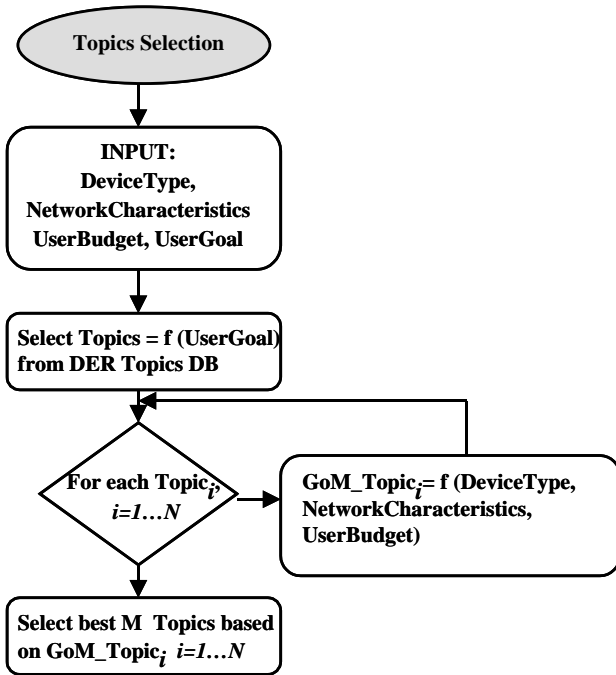 Topics Selection
INPUT:
DeviceType,
NetworkCharacteristics
UserBudget, UserGoal
Select Topics = f (UserGoal)
from DER Topics DB
For each Topic_i,
i=1…N
GoM_Topic_i= f (DeviceType,
NetworkCharacteristics,
UserBudget)
Select best M Topics based
on GoM_Topic_i i=1…N